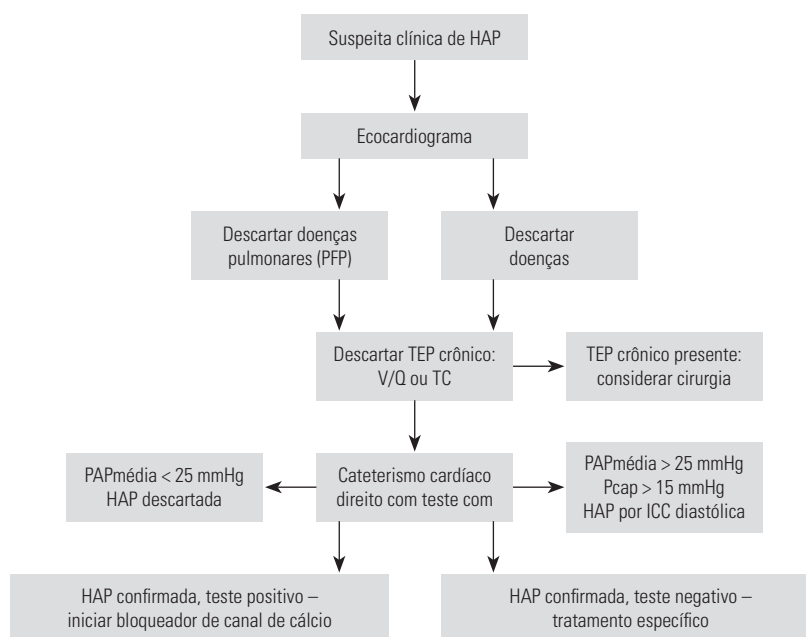 Suspeita clínica de HAP
Ecocardiograma
Descartar doenças
pulmonares (PFP)
Descartar
doenças
Descartar TEP crônico:
V/Q ou TC
TEP crônico presente:
considerar cirurgia
PAPmédia < 25 mmHg
HAP descartada
Cateterismo cardíaco
direito com teste com
PAPmédia > 25 mmHg
Pcap > 15 mmHg
HAP por ICC diastólica
HAP confirmada, teste positivo –
iniciar bloqueador de canal de cálcio
HAP confirmada, teste negativo –
tratamento específico